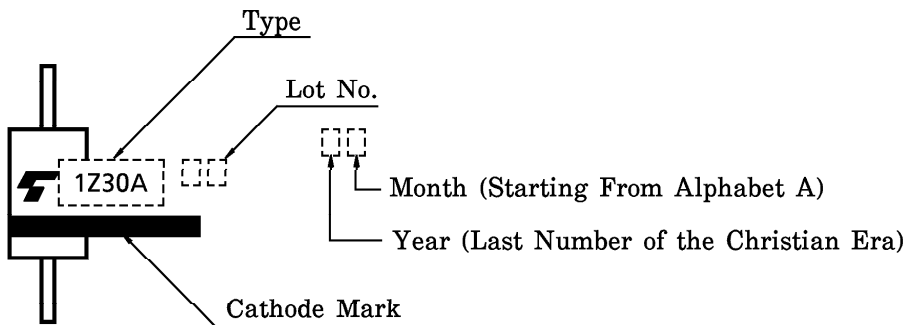 Type
Lot No.
1Z30A
Month (Starting From Alphabet A)
Year (Last Number of the Christian Era)
Cathode Mark